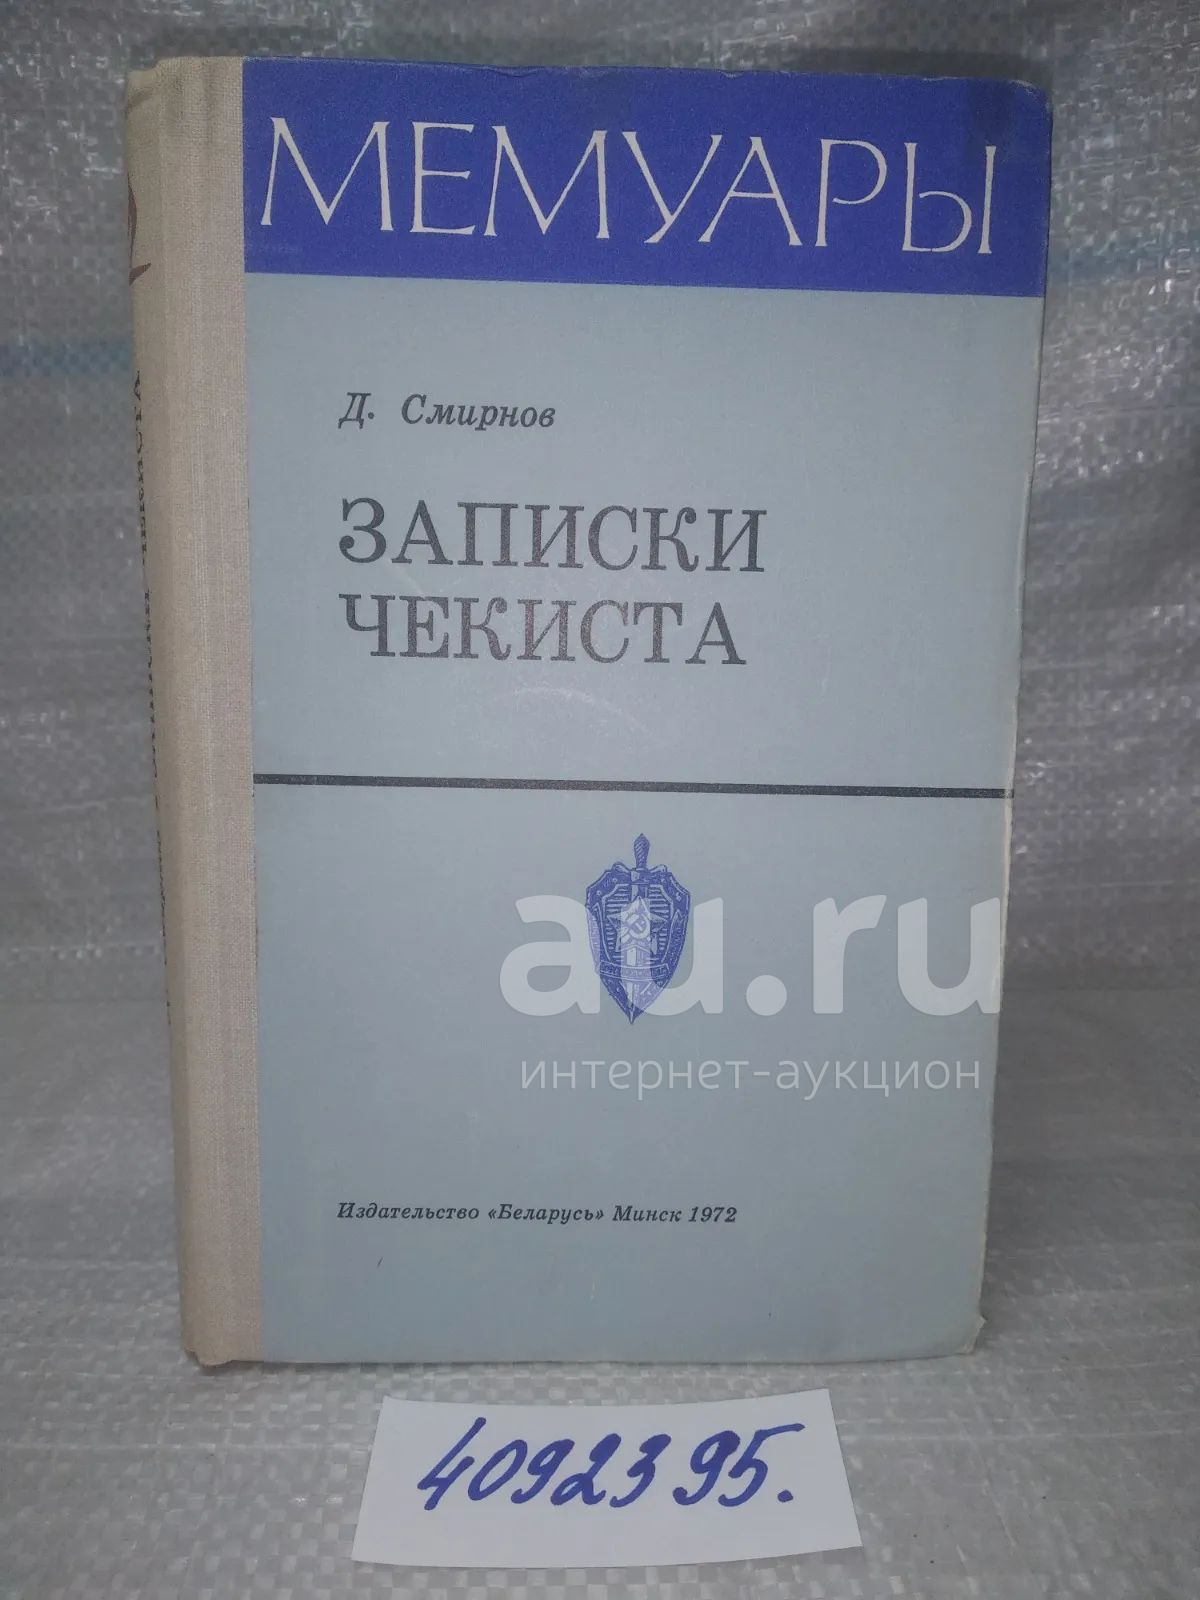 МЕМУАРЫ
Д. Смирнов
ЗАПИСКИ
ЧЕКИСТА
au.ru
интернет-аукцион
Издательство «Беларусь» Минск 1972
4092395.